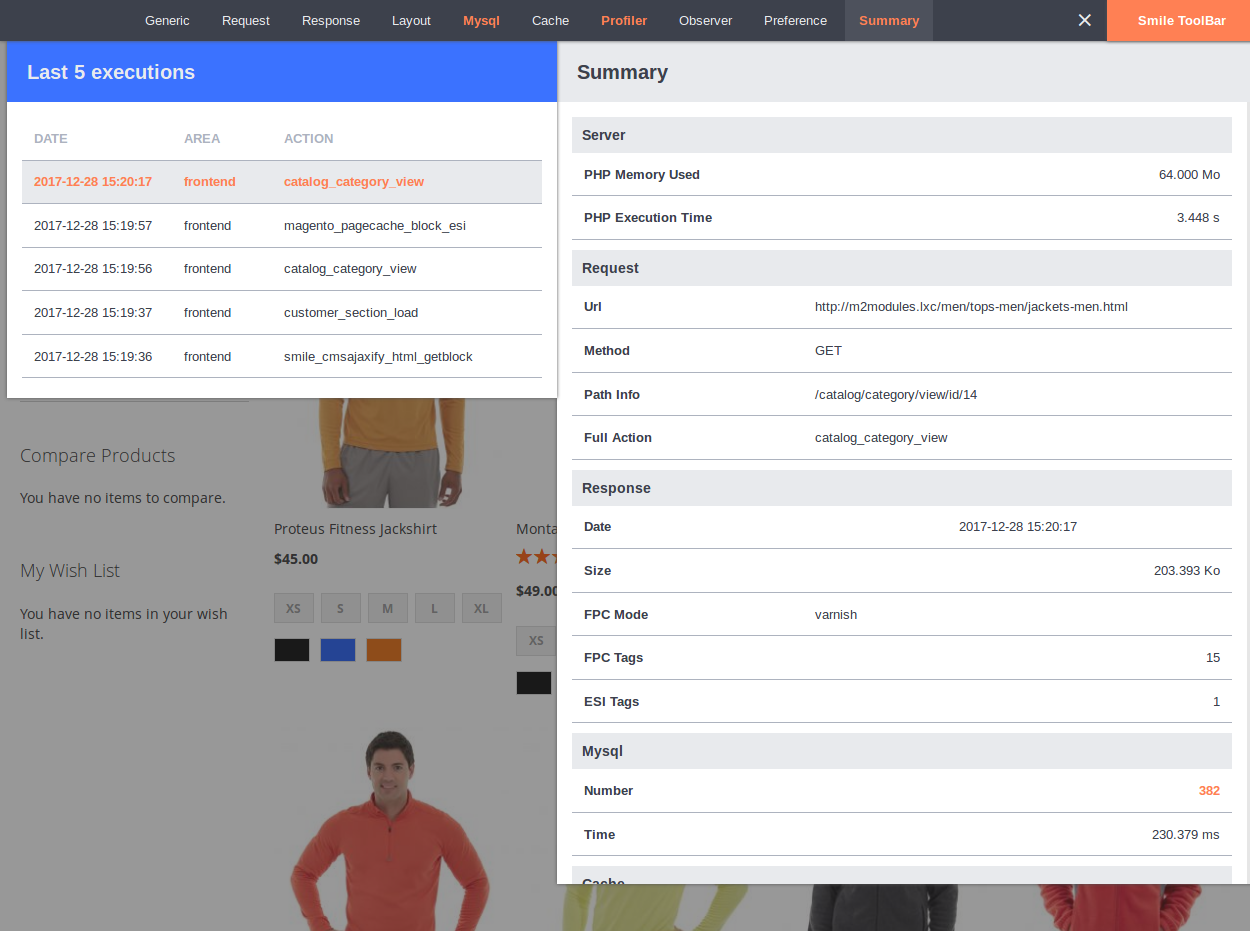 Generic Request Response Layout Mysql Cache Profiler Observer Preference Summary × Smile ToolBar
Last 5 executions
DATE AREA ACTION
2017-12-28 15:20:17 frontend catalog_category_view
2017-12-28 15:19:57 frontend magento_pagecache_block_esi
2017-12-28 15:19:56 frontend catalog_category_view
2017-12-28 15:19:37 frontend customer_section_load
2017-12-28 15:19:36 frontend smile_cmsajaxify_html_getblock
Summary
Server
PHP Memory Used 64.000 Mo
PHP Execution Time 3.448 s
Request
Url http://m2modules.lxc/men/tops-men/jackets-men.html
Method GET
Path Info /catalog/category/view/id/14
Full Action catalog_category_view
Response
Date 2017-12-28 15:20:17
Size 203.393 Ko
FPC Mode varnish
FPC Tags 15
ESI Tags 1
Mysql
Number 382
Time 230.379 ms
Cache
Compare Products
You have no items to compare.
My Wish List
You have no items in your wish
list.
Proteus Fitness Jackshirt
$45.00
XS S M L XL
Monta
$49.00
XS